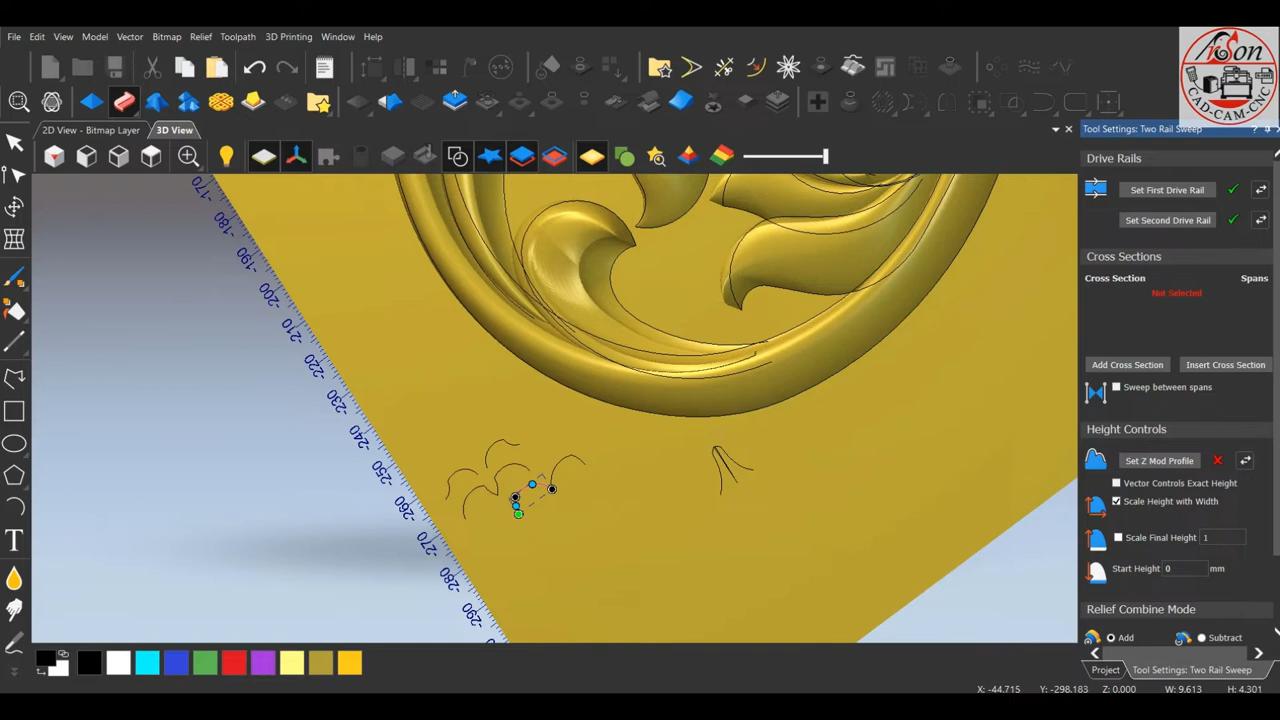 File Edit View Model Vector Bitmap Relief Toolpath 3D Printing Window Help
ArSon
CAD-CAM-CNC
2D View - Bitmap Layer 3D View
Tool Settings: Two Rail Sweep
Drive Rails
Set First Drive Rail
Set Second Drive Rail
Cross Sections
Cross Section Spans
Not Selected
Add Cross Section Insert Cross Section
Sweep between spans
Height Controls
Set Z Mod Profile
Vector Controls Exact Height
Scale Height with Width
Scale Final Height 1
Start Height 0 mm
Relief Combine Mode
Add Subtract
Project Tool Settings: Two Rail Sweep
-170
-180
-190
-200
-210
-220
-230
-240
-250
-260
-270
-280
-290
T
X: -44.715 Y: -298.183 Z: 0.000 W: 9.613 H: 4.301